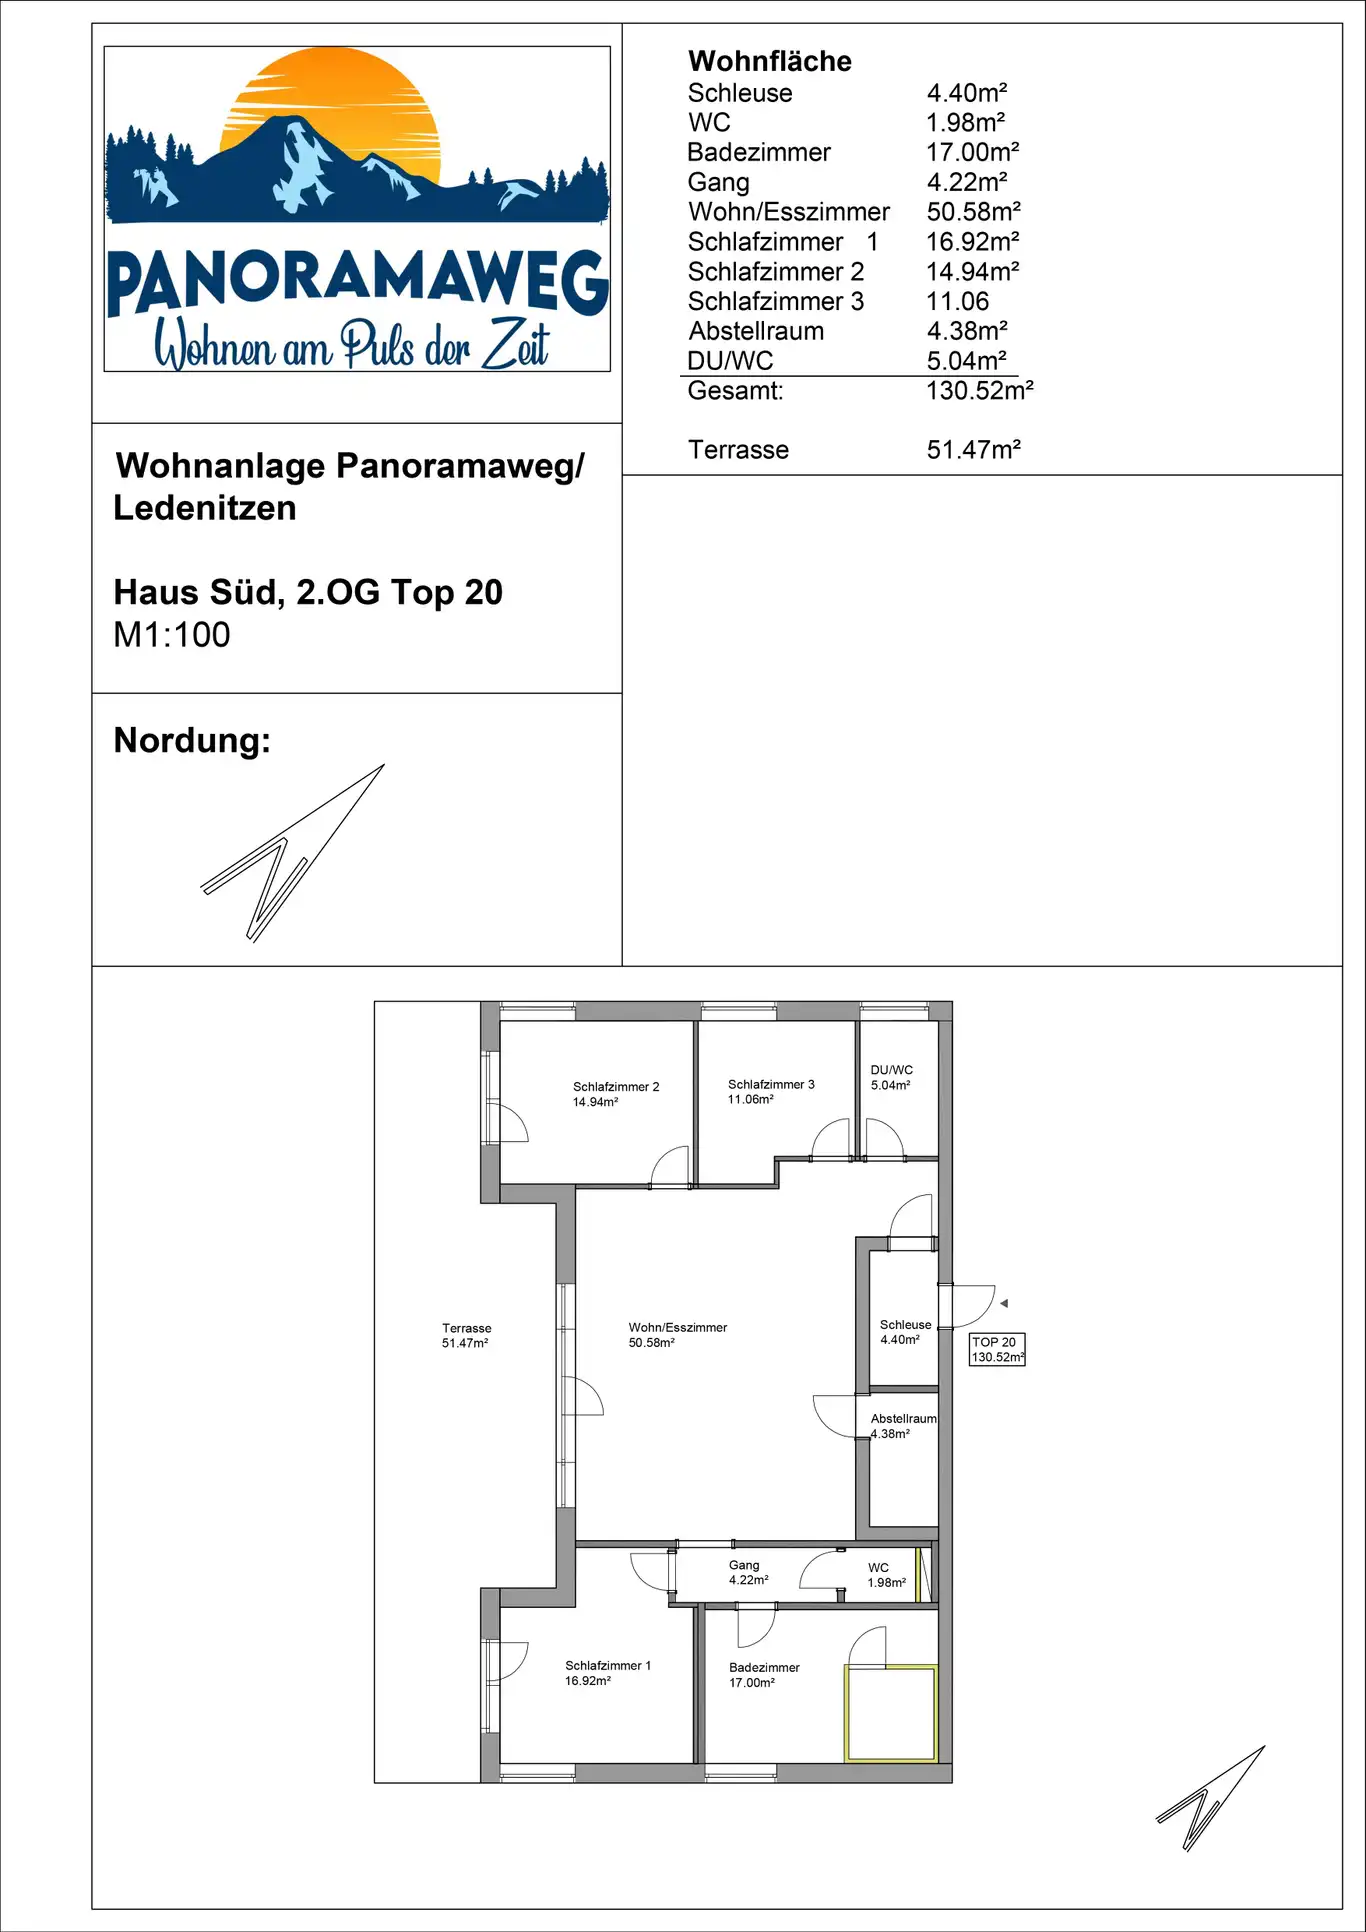 PANORAMAWEG
Wohnen am Puls der Zeit
Wohnfläche
Schleuse 4.40m²
WC 1.98m²
Badezimmer 17.00m²
Gang 4.22m²
Wohn/Esszimmer 50.58m²
Schlafzimmer 1 16.92m²
Schlafzimmer 2 14.94m²
Schlafzimmer 3 11.06
Abstellraum 4.38m²
DU/WC 5.04m²
Gesamt: 130.52m²
Terrasse 51.47m²
Wohnanlage Panoramaweg/
Ledenitzen
Haus Süd, 2.OG Top 20
M1:100
Nordung:
N
Schlafzimmer 2
14.94m²
Schlafzimmer 3
11.06m²
DU/WC
5.04m²
Terrasse
51.47m²
Wohn/Esszimmer
50.58m²
Schleuse
4.40m²
TOP 20
130.52m²
Abstellraum
4.38m²
Gang
4.22m²
WC
1.98m²
Schlafzimmer 1
16.92m²
Badezimmer
17.00m²
N